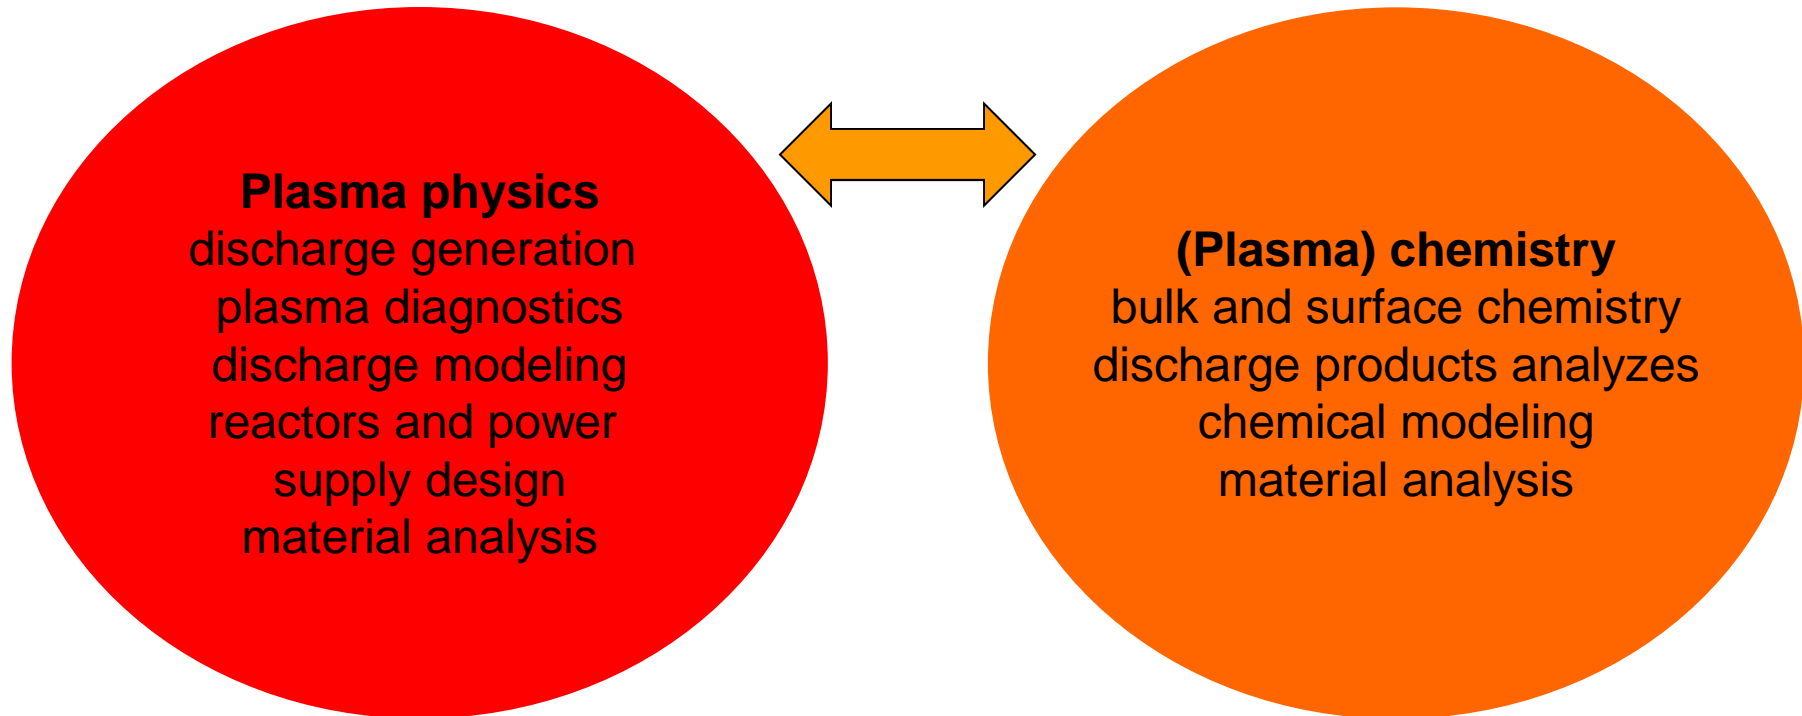 Plasma physics
discharge generation
plasma diagnostics
discharge modeling
reactors and power
supply design
material analysis
(Plasma) chemistry
bulk and surface chemistry
discharge products analyzes
chemical modeling
material analysis